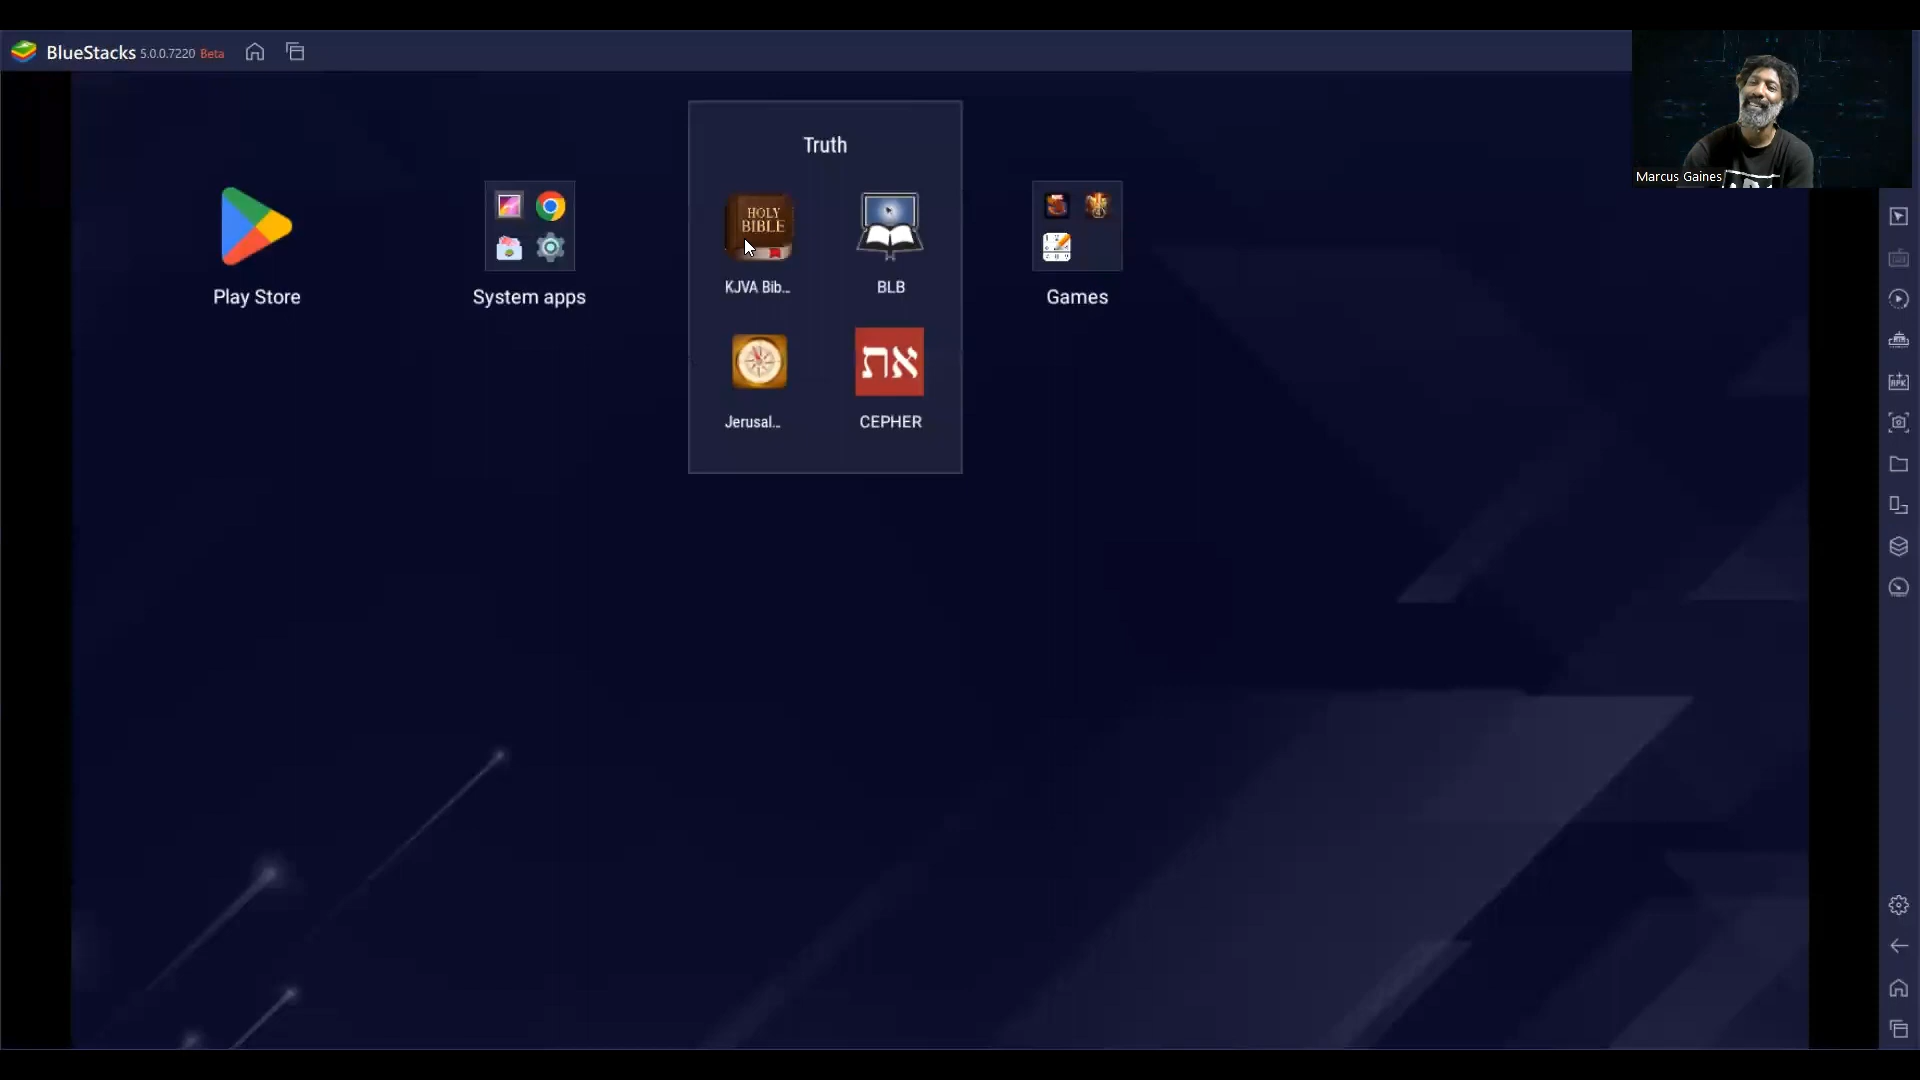 BlueStacks 5.0.0.7220 Beta
Marcus Gaines
Truth
HOLY
BIBLE
KJVA Bib...
BLB
Play Store
System apps
Games
את
Jerusal...
CEPHER